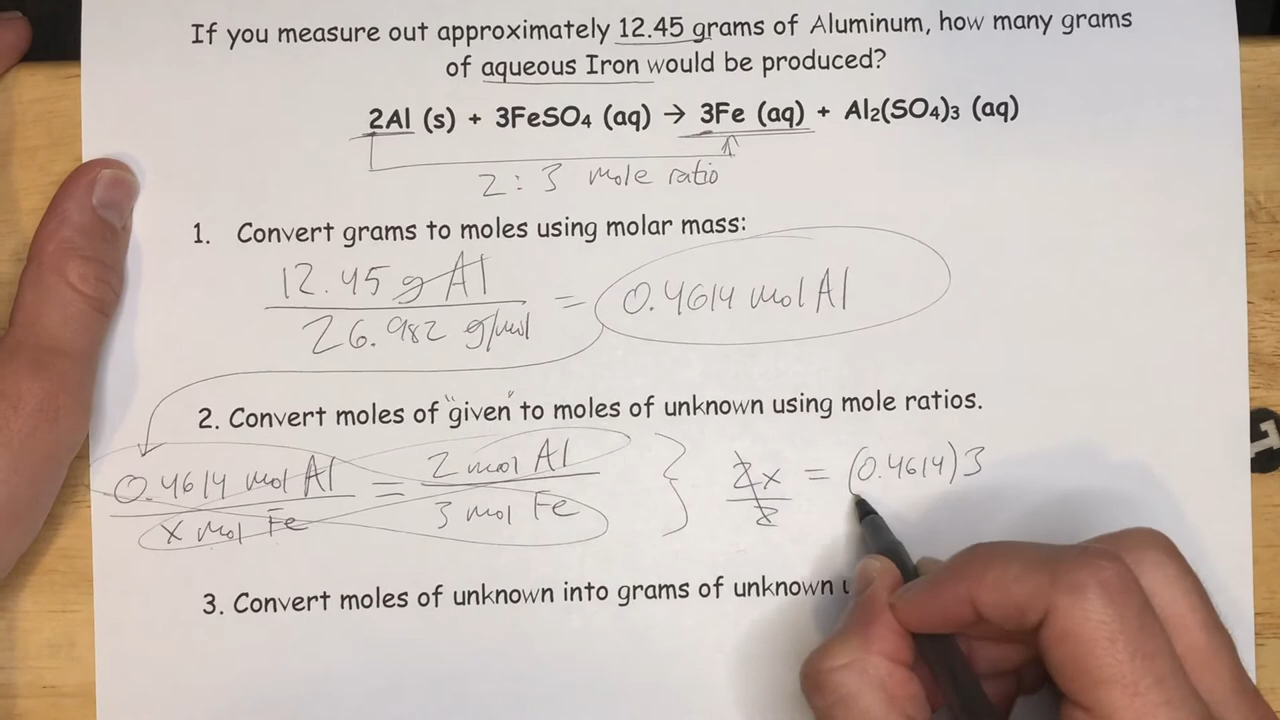 If you measure out approximately 12.45 grams of Aluminum, how many grams
of aqueous Iron would be produced?
2Al (s) + 3FeSO4 (aq) → 3Fe (aq) + Al2(SO4)3 (aq)
2 : 3 mole ratio
1. Convert grams to moles using molar mass:
12.45 g Al
26.982 g/mol
= 0.4614 mol Al
2. Convert moles of "given" to moles of unknown using mole ratios.
0.4614 mol Al = 2 mol Al
x mol Fe 3 mol Fe
2x = (0.4614)3
2
3. Convert moles of unknown into grams of unknown